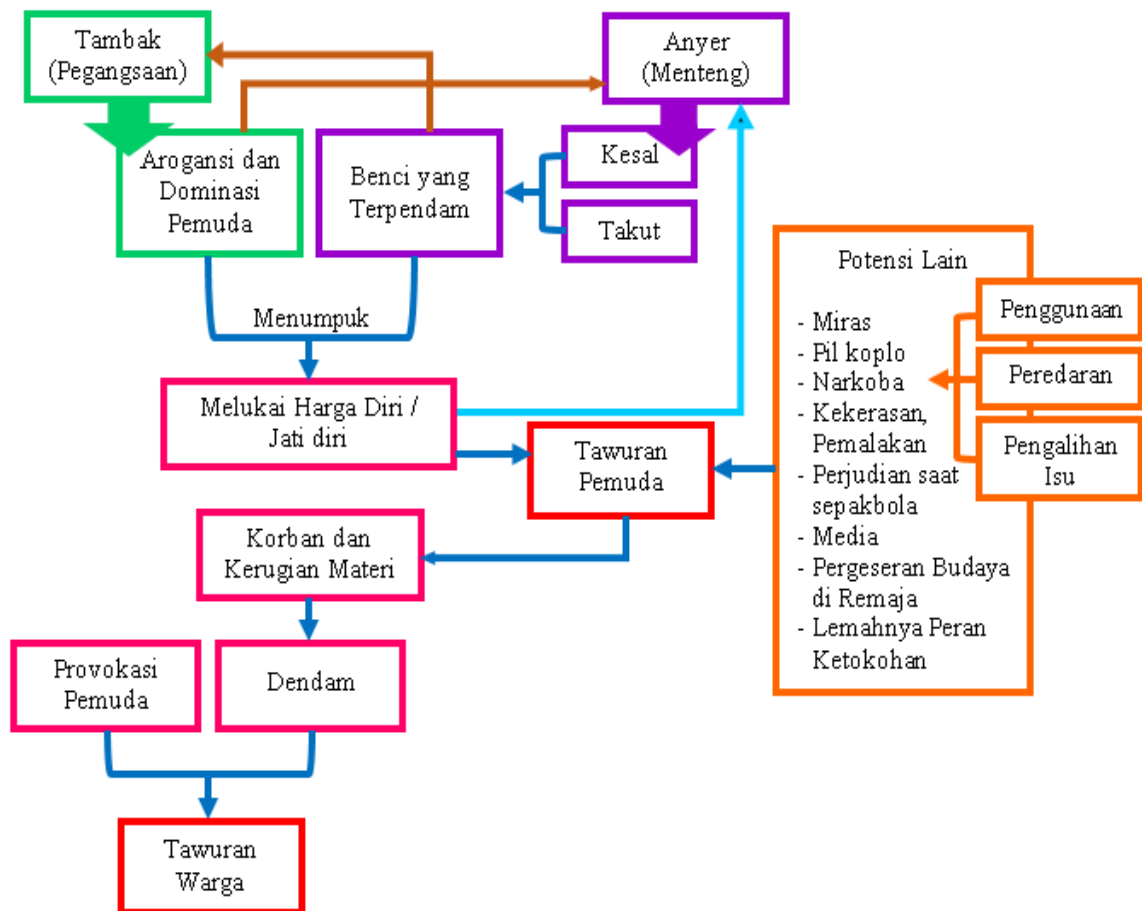 Tambak
(Pegangsaan)
Anyer
(Menteng)
Arogansi dan
Dominasi
Pemuda
Benci yang
Terpendam
Kesal
Takut
Menumpuk
Melukai Harga Diri /
Jati diri
Tawuran
Pemuda
Potensi Lain
- Miras
- Pil koplo
- Narkoba
- Kekerasan,
Pemalakan
- Perjudian saat
sepakbola
- Media
- Pergeseran Budaya
di Remaja
- Lemahnya Peran
Ketokohan
Penggunaan
Peredaran
Pengalihan
Isu
Korban dan
Kerugian Materi
Provokasi
Pemuda
Dendam
Tawuran
Warga